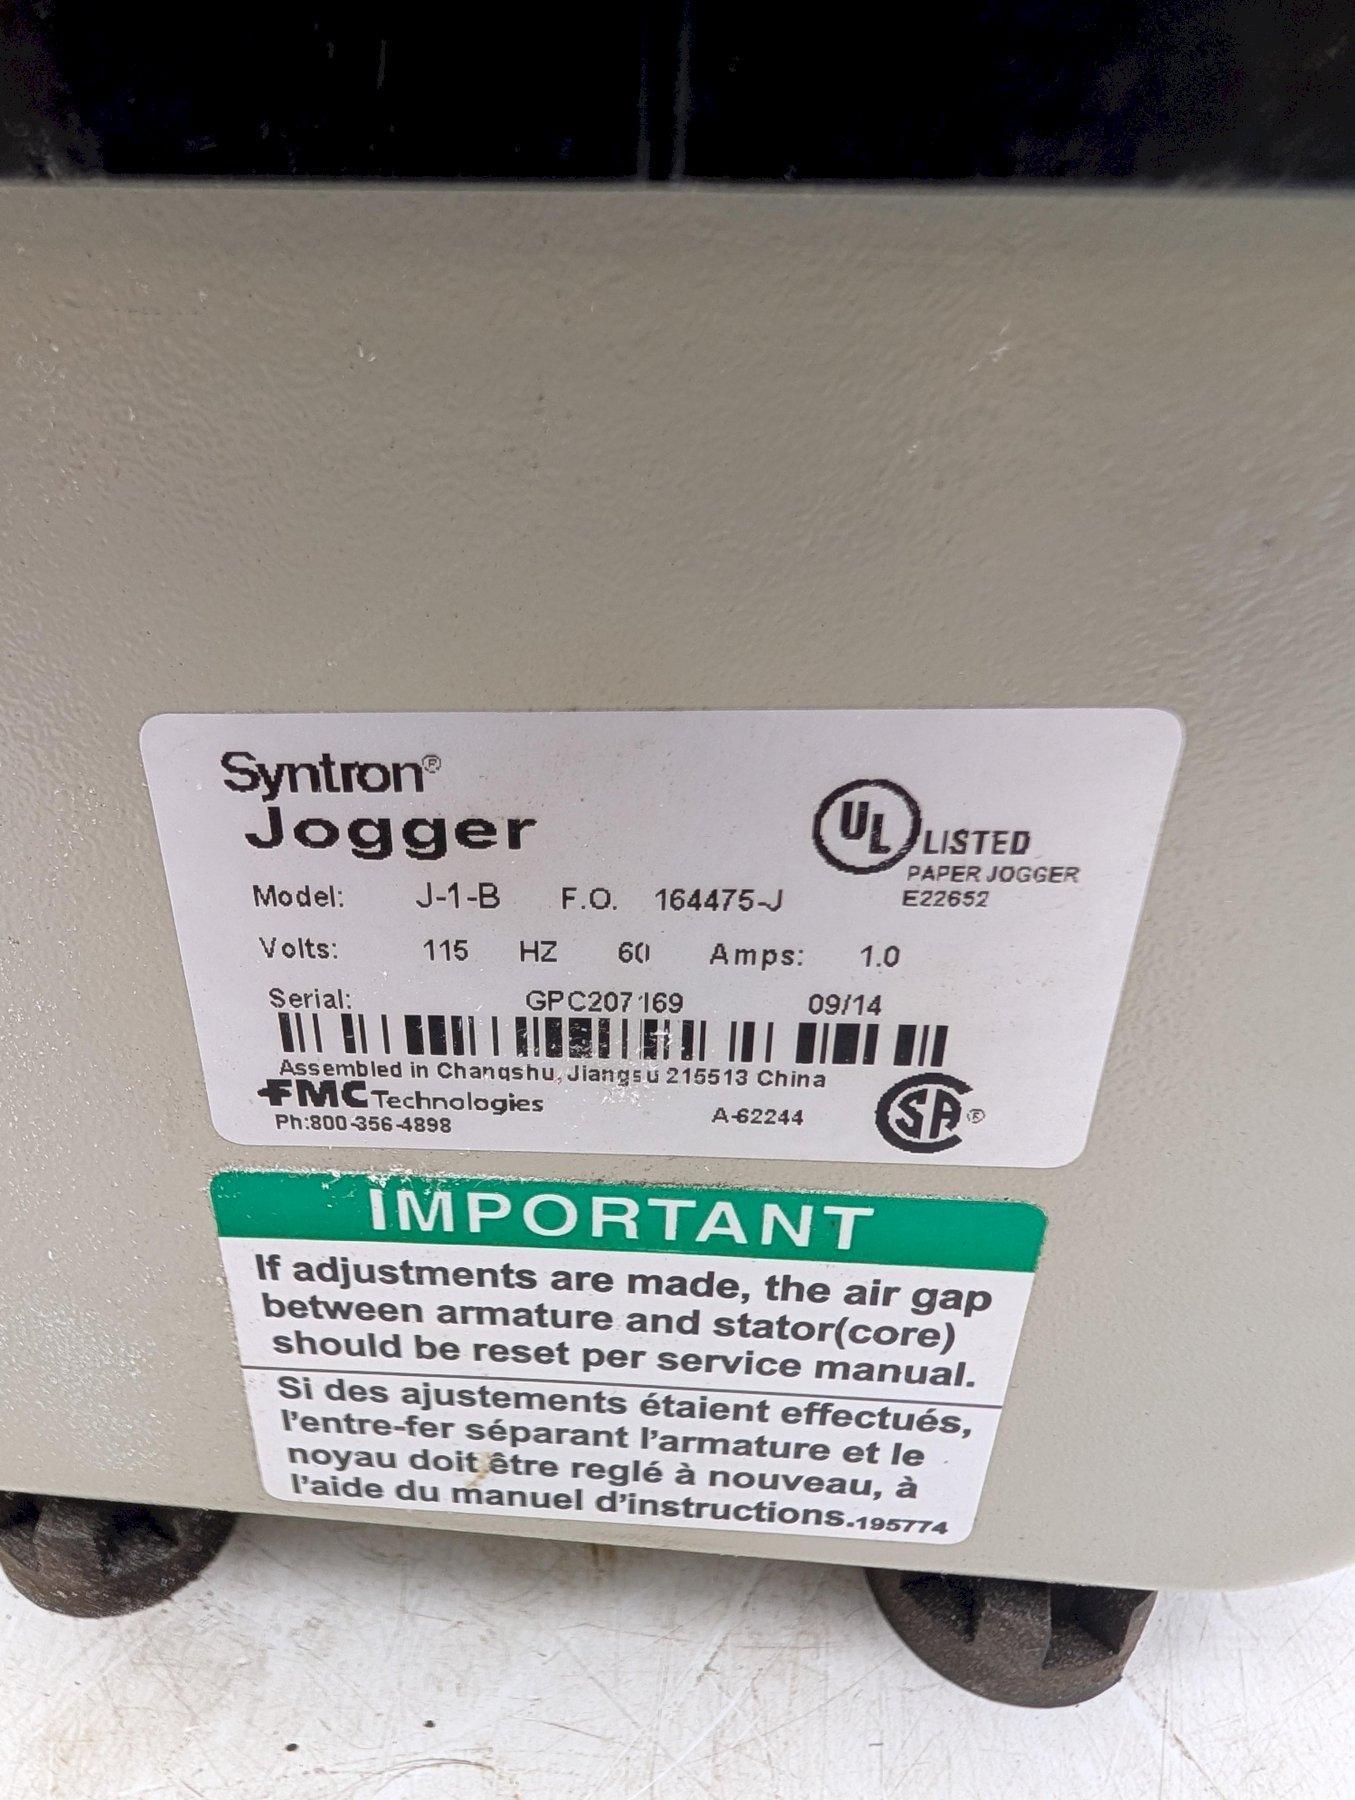 Syntron®
Jogger
UL LISTED
PAPER JOGGER
E22652
Model: J-1-B F.O. 164475-J
Volts: 115 HZ 60 Amps: 1.0
Serial: GPC207169 09/14
Assembled in Changshu, Jiangsu 215513 China
FMC Technologies
Ph:800-356-4898
A-62244
SA®
IMPORTANT
If adjustments are made, the air gap
between armature and stator(core)
should be reset per service manual.
Si des ajustements étaient effectués,
l'entre-fer séparant l'armature et le
noyau doit être reglé à nouveau, à
l'aide du manuel d'instructions.195774